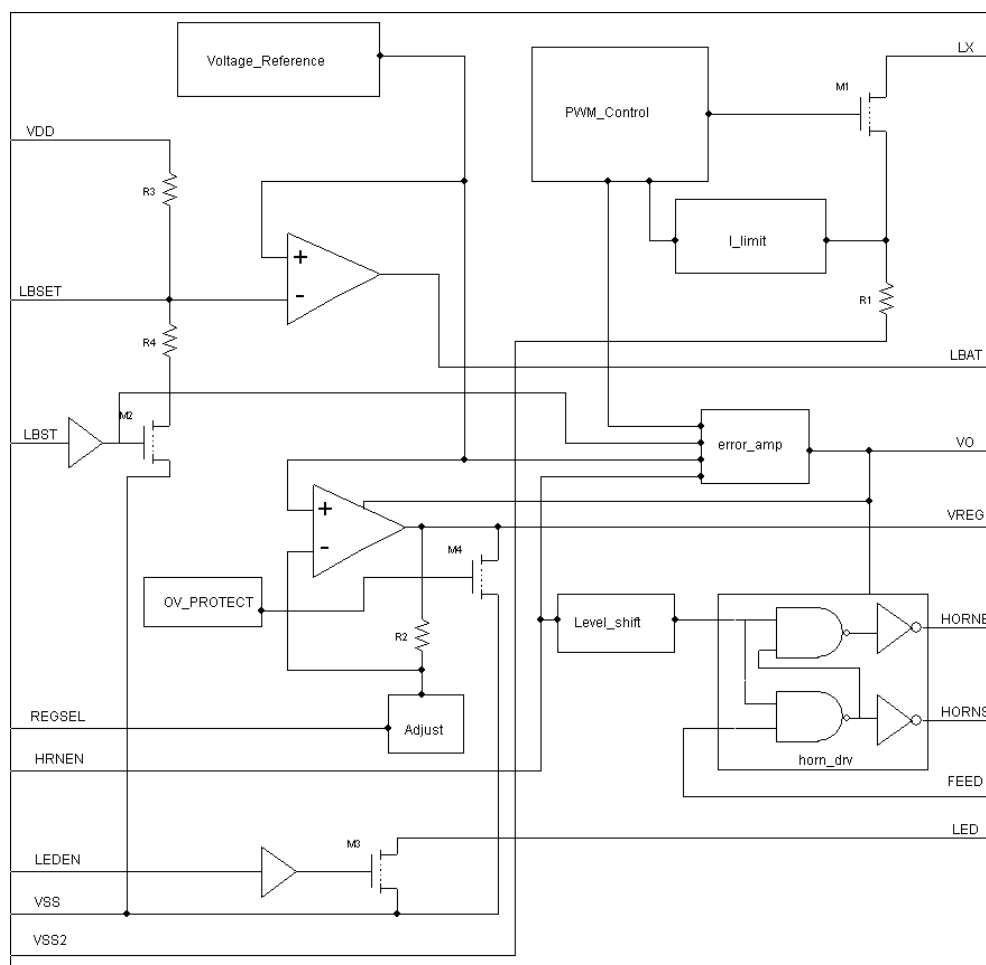 Voltage_Reference
PWM_Control
M1
LX
VDD
R3
I_limit
+
-
LBSET
R4
R1
LBAT
M2
LBST
error_amp
VO
+
-
VREG
M4
OV_PROTECT
R2
Level_shift
HORNB
REGSEL
Adjust
HORNS
HRNEN
horn_drv
FEED
LED
M3
LEDEN
VSS
VSS2